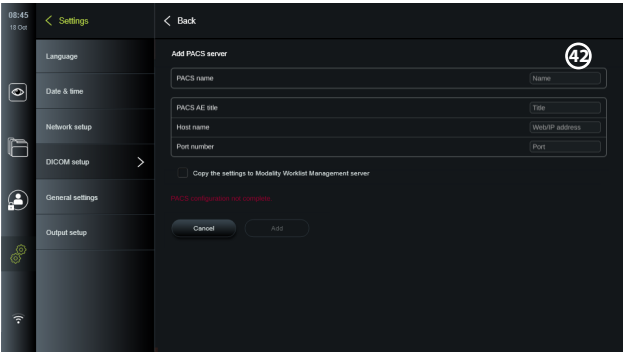 08:45
18 Oct
Settings
Back
Language
Date & time
Network setup
DICOM setup
General settings
Output setup
Add PACS server
42
PACS name
Name
PACS AE title
Title
Host name
Web/IP address
Port number
Port
Copy the settings to Modality Worklist Management server
PACS configuration not complete.
Cancel
Add